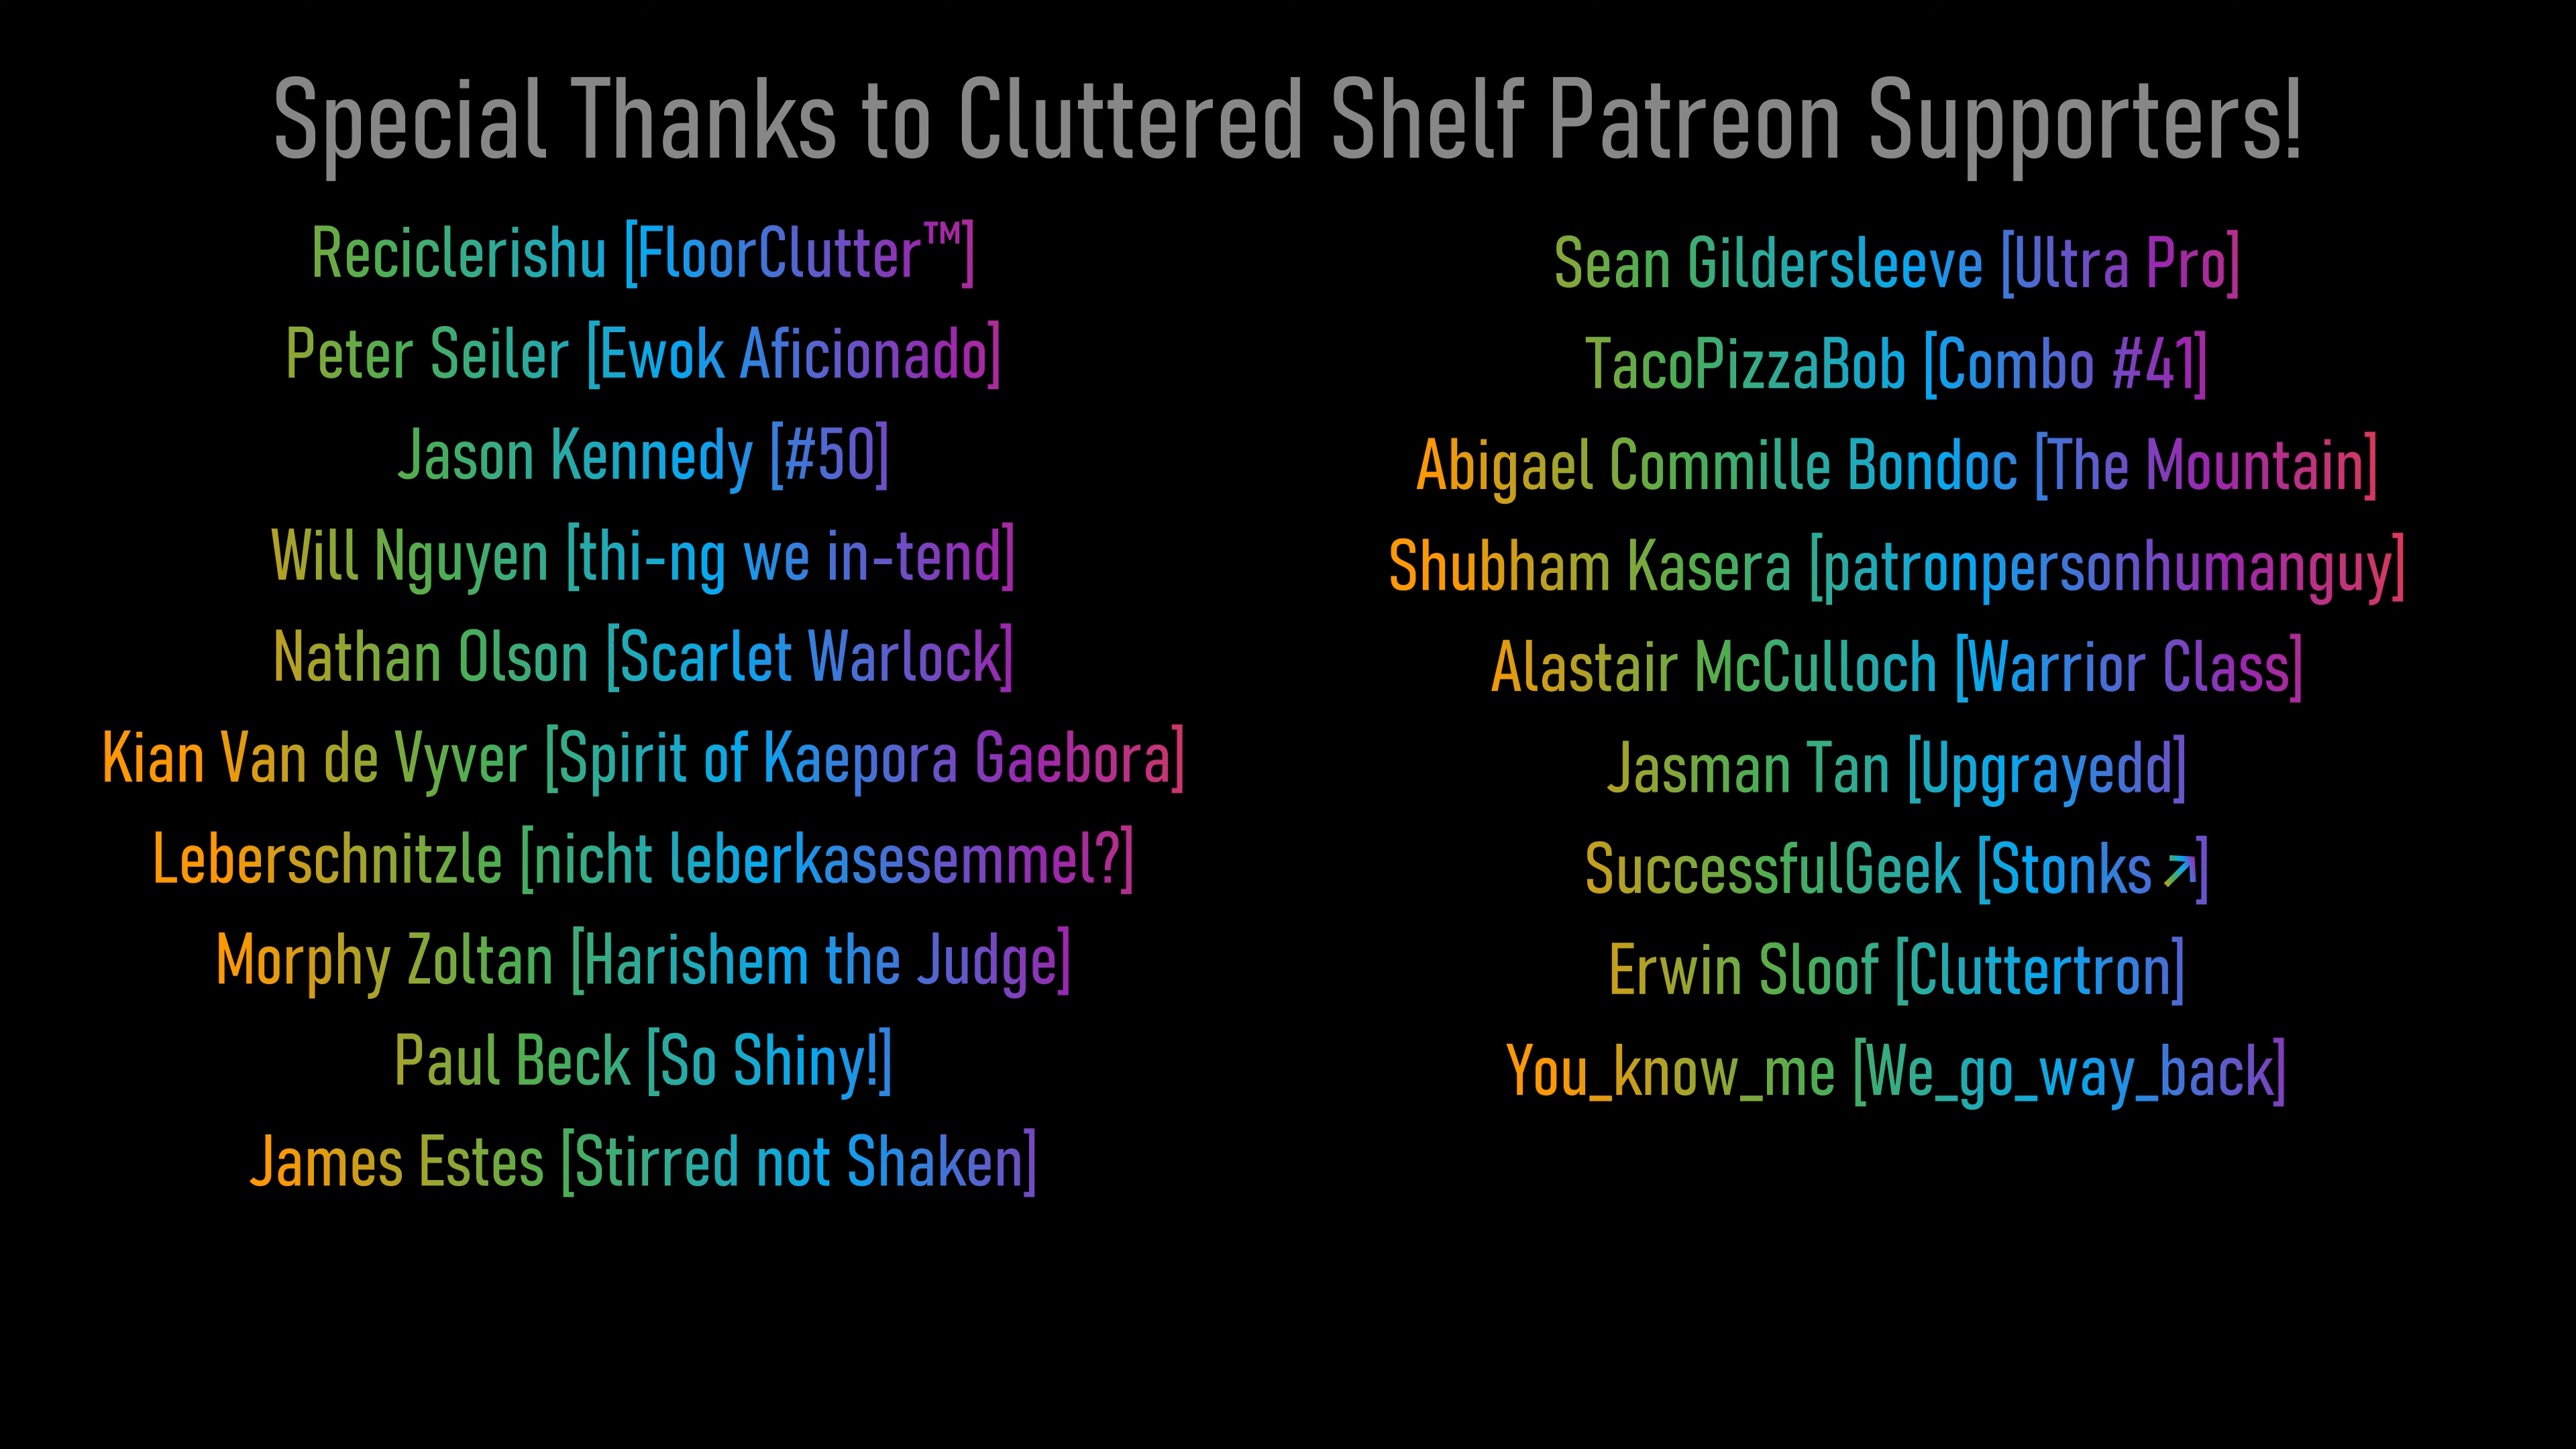 Special Thanks to Cluttered Shelf Patreon Supporters!
Reciclerishu [FloorClutter™]
Peter Seiler [Ewok Aficionado]
Jason Kennedy [#50]
Will Nguyen [thi-ng we in-tend]
Nathan Olson [Scarlet Warlock]
Kian Van de Vyver [Spirit of Kaepora Gaebora]
Leberschnitzle [nicht leberkasesemmel?]
Morphy Zoltan [Harishem the Judge]
Paul Beck [So Shiny!]
James Estes [Stirred not Shaken]
Sean Gildersleeve [Ultra Pro]
TacoPizzaBob [Combo #41]
Abigael Commille Bondoc [The Mountain]
Shubham Kasera [patronpersonhumanguy]
Alastair McCulloch [Warrior Class]
Jasman Tan [Upgrayedd]
SuccessfulGeek [Stonks ↗]
Erwin Sloof [Cluttertron]
You_know_me [We_go_way_back]